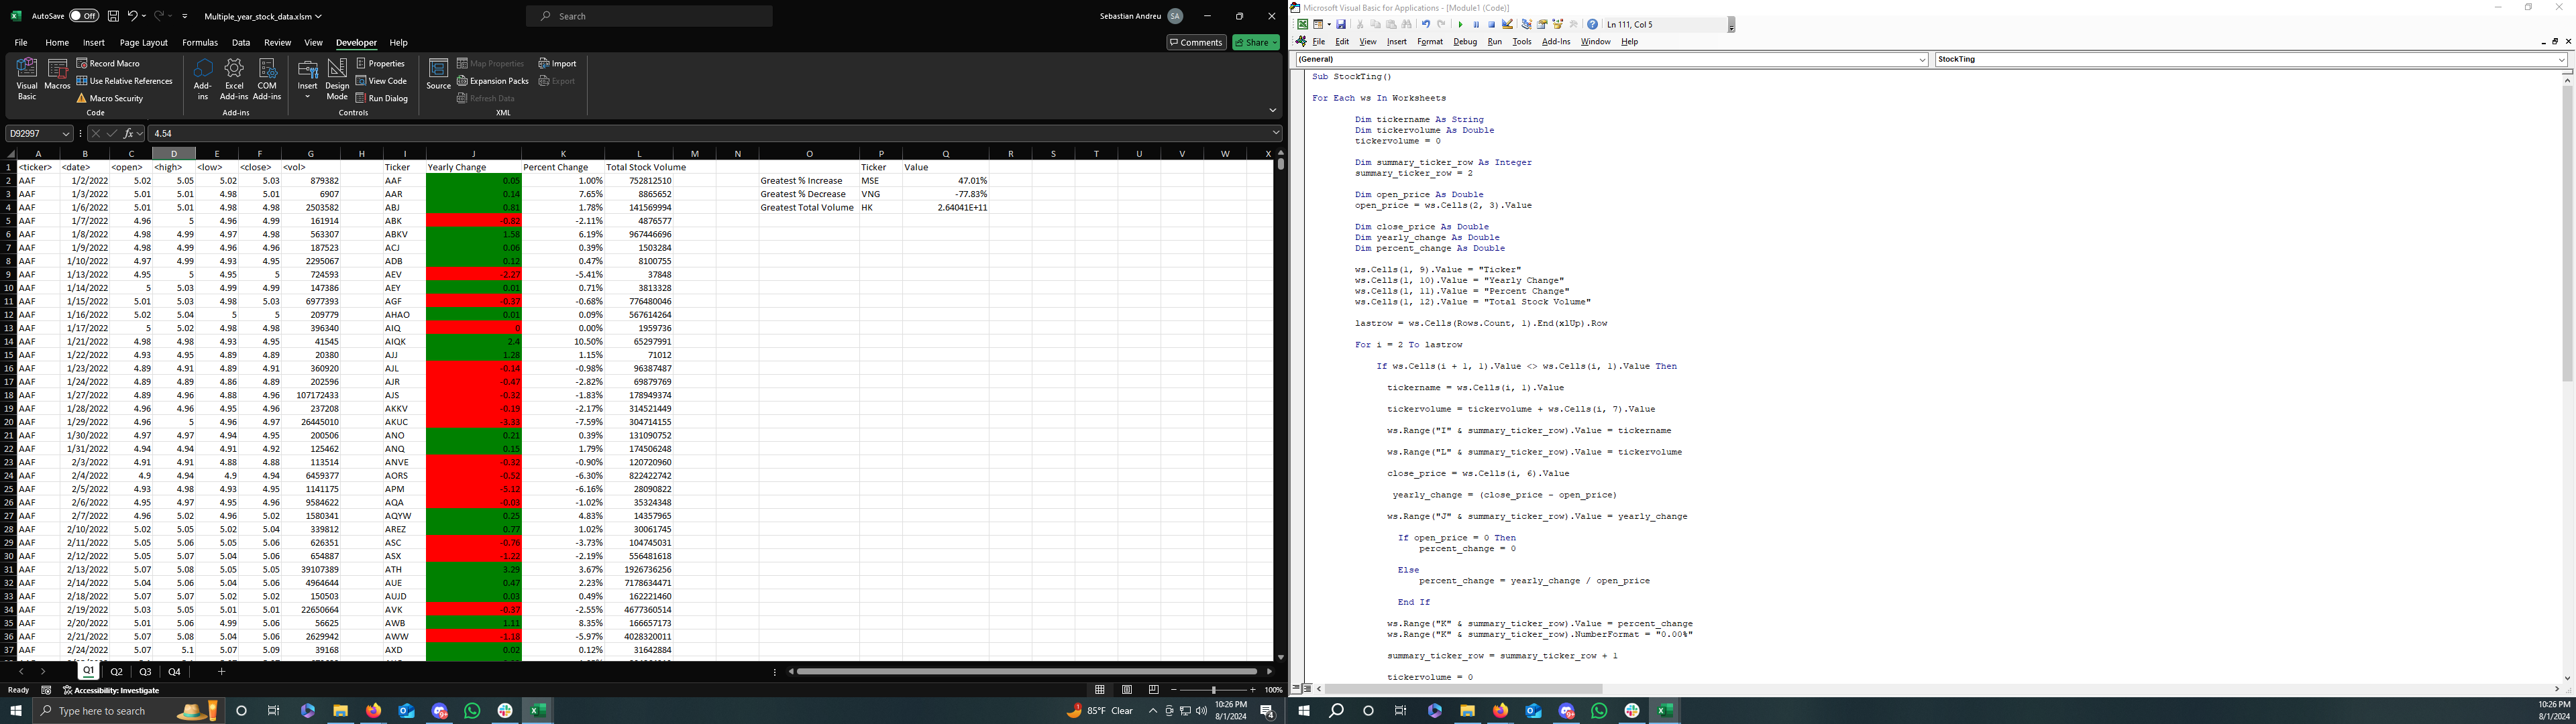 AutoSave Off Multiple_year_stock_data.xlsm Search Sebastian Andreu SA
File Home Insert Page Layout Formulas Data Review View Developer Help Comments Share
Visual Basic
Macros
Record Macro
Use Relative References
Macro Security
Code
Add-ins
Excel Add-ins
COM Add-ins
Add-ins
Insert
Design Mode
Properties
View Code
Run Dialog
Controls
Source
Map Properties
Expansion Packs
Refresh Data
Import
Export
XML
D92997 fx 4.54
A B C D E F G H I J K L M N O P Q R S T U V W X
1 <ticker> <date> <open> <high> <low> <close> <vol> Ticker Yearly Change Percent Change Total Stock Volume Ticker Value
2 AAF 1/2/2022 5.02 5.05 5.02 5.03 879382 AAF 0.05 1.00% 752812510 Greatest % Increase MSE 47.01%
3 AAF 1/3/2022 5.01 5.01 4.98 5.01 6907 AAR 0.14 7.65% 8865652 Greatest % Decrease VNG -77.83%
4 AAF 1/6/2022 5.01 5.01 4.98 4.98 2503582 ABJ 0.81 1.78% 141569994 Greatest Total Volume HK 2.64041E+11
5 AAF 1/7/2022 4.96 5 4.96 4.99 161914 ABK -0.82 -2.11% 4876577
6 AAF 1/8/2022 4.98 4.99 4.97 4.98 563307 ABKV 1.58 6.19% 967446696
7 AAF 1/9/2022 4.98 4.99 4.96 4.96 187523 ACJ 0.06 0.39% 1503284
8 AAF 1/10/2022 4.97 4.99 4.93 4.95 2295067 ADB 0.12 0.47% 8100755
9 AAF 1/13/2022 4.95 5 4.95 5 724593 AEV -2.27 -5.41% 37848
10 AAF 1/14/2022 5 5.03 4.99 4.99 147386 AEY 0.01 0.71% 3813328
11 AAF 1/15/2022 5.01 5.03 4.98 5.03 6977393 AGF -0.37 -0.68% 776480046
12 AAF 1/16/2022 5.02 5.04 5 5 209779 AHAO 0.01 0.09% 567614264
13 AAF 1/17/2022 5 5.02 4.98 4.98 396340 AIQ 0 0.00% 1959736
14 AAF 1/21/2022 4.98 4.98 4.93 4.95 41545 AIQK 2.4 10.50% 65297991
15 AAF 1/22/2022 4.93 4.95 4.89 4.89 20380 AJJ 1.28 1.15% 71012
16 AAF 1/23/2022 4.89 4.91 4.89 4.91 360920 AJL -0.14 -0.98% 96387487
17 AAF 1/24/2022 4.89 4.89 4.86 4.89 202596 AJR -0.47 -2.82% 69879769
18 AAF 1/27/2022 4.89 4.96 4.88 4.96 107172433 AJS -0.32 -1.83% 178949374
19 AAF 1/28/2022 4.96 4.96 4.95 4.96 237208 AKKV -0.19 -2.17% 314521449
20 AAF 1/29/2022 4.96 5 4.96 4.97 26445010 AKUC -3.33 -7.59% 304714155
21 AAF 1/30/2022 4.97 4.97 4.94 4.95 200506 ANO 0.21 0.39% 131090752
22 AAF 1/31/2022 4.94 4.94 4.91 4.92 125462 ANQ 0.15 1.79% 174506248
23 AAF 2/3/2022 4.91 4.91 4.88 4.88 113514 ANVE -0.32 -0.90% 120720960
24 AAF 2/4/2022 4.9 4.94 4.9 4.94 6459377 AORS -0.52 -6.30% 822422742
25 AAF 2/5/2022 4.93 4.98 4.93 4.95 1141175 APM -5.12 -6.16% 28090822
26 AAF 2/6/2022 4.95 4.97 4.95 4.96 9584622 AQA -0.03 -1.02% 35324348
27 AAF 2/7/2022 4.96 5.02 4.96 5.02 1580341 AQYW 0.25 4.83% 14357965
28 AAF 2/10/2022 5.02 5.05 5.02 5.04 339812 AREZ 0.77 1.02% 30061745
29 AAF 2/11/2022 5.05 5.06 5.05 5.06 626351 ASC -0.76 -3.73% 104745031
30 AAF 2/12/2022 5.05 5.07 5.04 5.06 654887 ASX -1.22 -2.19% 556481618
31 AAF 2/13/2022 5.07 5.08 5.05 5.05 39107389 ATH 3.29 3.67% 1926736256
32 AAF 2/14/2022 5.04 5.06 5.04 5.06 4964644 AUE 0.47 2.23% 7178634471
33 AAF 2/18/2022 5.07 5.07 5.02 5.02 150503 AUJD 0.03 0.49% 162221460
34 AAF 2/19/2022 5.03 5.05 5.01 5.01 22650664 AVK -0.37 -2.55% 4677360514
35 AAF 2/20/2022 5.01 5.06 4.99 5.06 56625 AWB 1.11 8.35% 166657173
36 AAF 2/21/2022 5.07 5.08 5.04 5.06 2629942 AWW -1.18 -5.97% 4028320011
37 AAF 2/24/2022 5.07 5.1 5.07 5.09 39168 AXD 0.02 0.12% 31642884
Q1 Q2 Q3 Q4
Ready Accessibility: Investigate 100%
Type here to search 85°F Clear 10:26 PM
8/1/2024
4
Microsoft Visual Basic for Applications - [Module1 (Code)]
Ln 111, Col 5
File Edit View Insert Format Debug Run Tools Add-Ins Window Help
(General) StockTing
Sub StockTing()
For Each ws In Worksheets
Dim tickername As String
Dim tickervolume As Double
tickervolume = 0
Dim summary_ticker_row As Integer
summary_ticker_row = 2
Dim open_price As Double
open_price = ws.Cells(2, 3).Value
Dim close_price As Double
Dim yearly_change As Double
Dim percent_change As Double
ws.Cells(1, 9).Value = "Ticker"
ws.Cells(1, 10).Value = "Yearly Change"
ws.Cells(1, 11).Value = "Percent Change"
ws.Cells(1, 12).Value = "Total Stock Volume"
lastrow = ws.Cells(Rows.Count, 1).End(xlUp).Row
For i = 2 To lastrow
If ws.Cells(i + 1, 1).Value <> ws.Cells(i, 1).Value Then
tickername = ws.Cells(i, 1).Value
tickervolume = tickervolume + ws.Cells(i, 7).Value
ws.Range("I" & summary_ticker_row).Value = tickername
ws.Range("L" & summary_ticker_row).Value = tickervolume
close_price = ws.Cells(i, 6).Value
yearly_change = (close_price - open_price)
ws.Range("J" & summary_ticker_row).Value = yearly_change
If open_price = 0 Then
percent_change = 0
Else
percent_change = yearly_change / open_price
End If
ws.Range("K" & summary_ticker_row).Value = percent_change
ws.Range("K" & summary_ticker_row).NumberFormat = "0.00%"
summary_ticker_row = summary_ticker_row + 1
tickervolume = 0
10:26 PM
8/1/2024